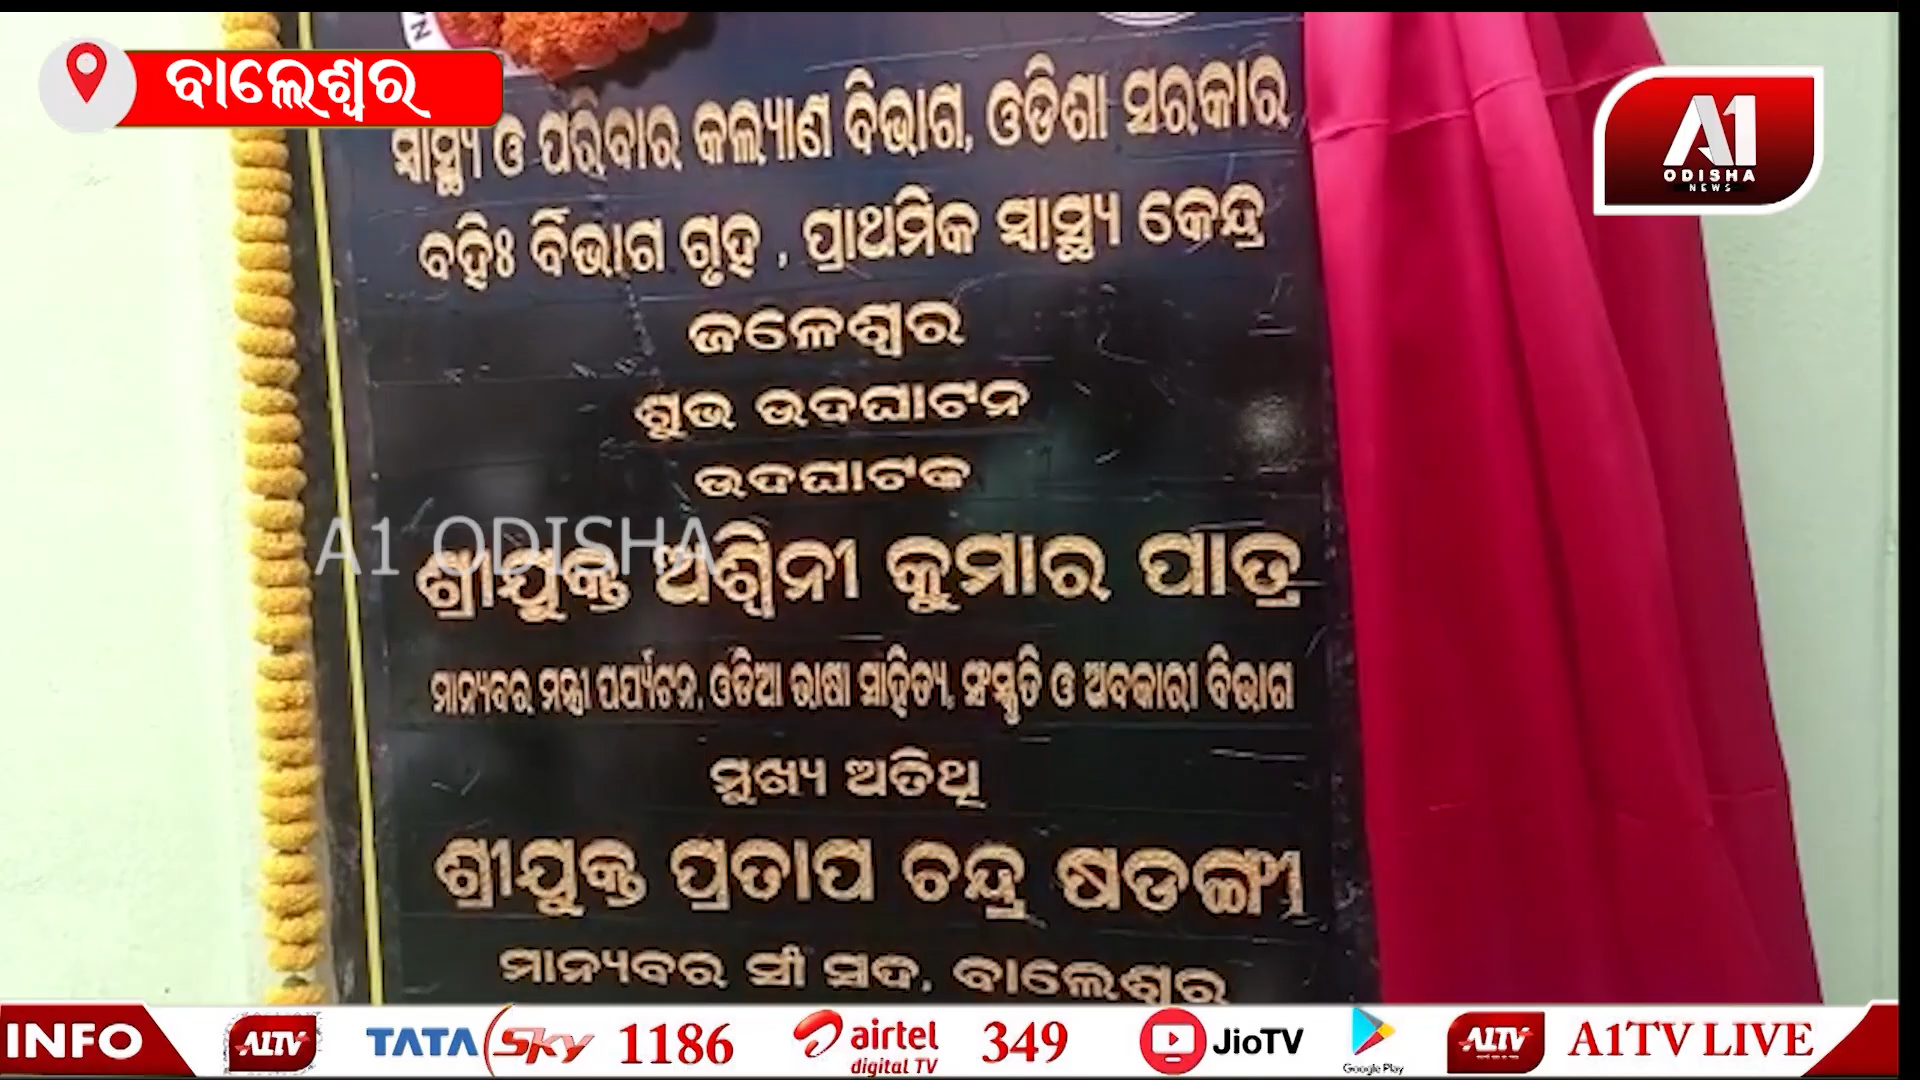 ବାଲେଶ୍ୱର
A1
ODISHA
NEWS
ସ୍ୱାସ୍ଥ୍ୟ ଓ ପରିବାର କଲ୍ୟାଣ ବିଭାଗ, ଓଡିଶା ସରକାର
ବହିଃ ବିଭାଗ ଗୃହ , ପ୍ରାଥମିକ ସ୍ୱାସ୍ଥ୍ୟ କେନ୍ଦ୍ର
ଜଳେଶ୍ୱର
ଶୁଭ ଉଦଘାଟନ
ଉଦଘାଟକ
A1 ODISHA
ଶ୍ରୀଯୁକ୍ତ ଅଶ୍ୱିନୀ କୁମାର ପାତ୍ର
ମାନ୍ୟବର ମନ୍ତ୍ରୀ ପର୍ଯ୍ୟଟନ, ଓଡିଆ ଭାଷା ସାହିତ୍ୟ, ସଂସ୍କୃତି ଓ ଅବକାରୀ ବିଭାଗ
ମୁଖ୍ୟ ଅତିଥି
ଶ୍ରୀଯୁକ୍ତ ପ୍ରତାପ ଚନ୍ଦ୍ର ଷଡଙ୍ଗୀ
ମାନ୍ୟବର ସାଂସଦ, ବାଲେଶ୍ୱର
INFO A1TV TATA Sky 1186 airtel digital TV 349 JioTV Google Play A1TV A1TV LIVE